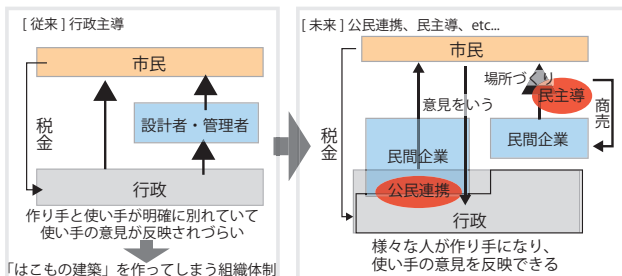 [従来]行政主導
市民
税金
設計者・管理者
行政
作り手と使い手が明確に別れていて
使い手の意見が反映されづらい
「はこもの建築」を作ってしまう組織体制
[未来]公民連携、民主導、etc...
市民
場所づくり
民主導
意見をいう
商売
税金
民間企業
民間企業
公民連携
行政
様々な人が作り手になり、
使い手の意見を反映できる